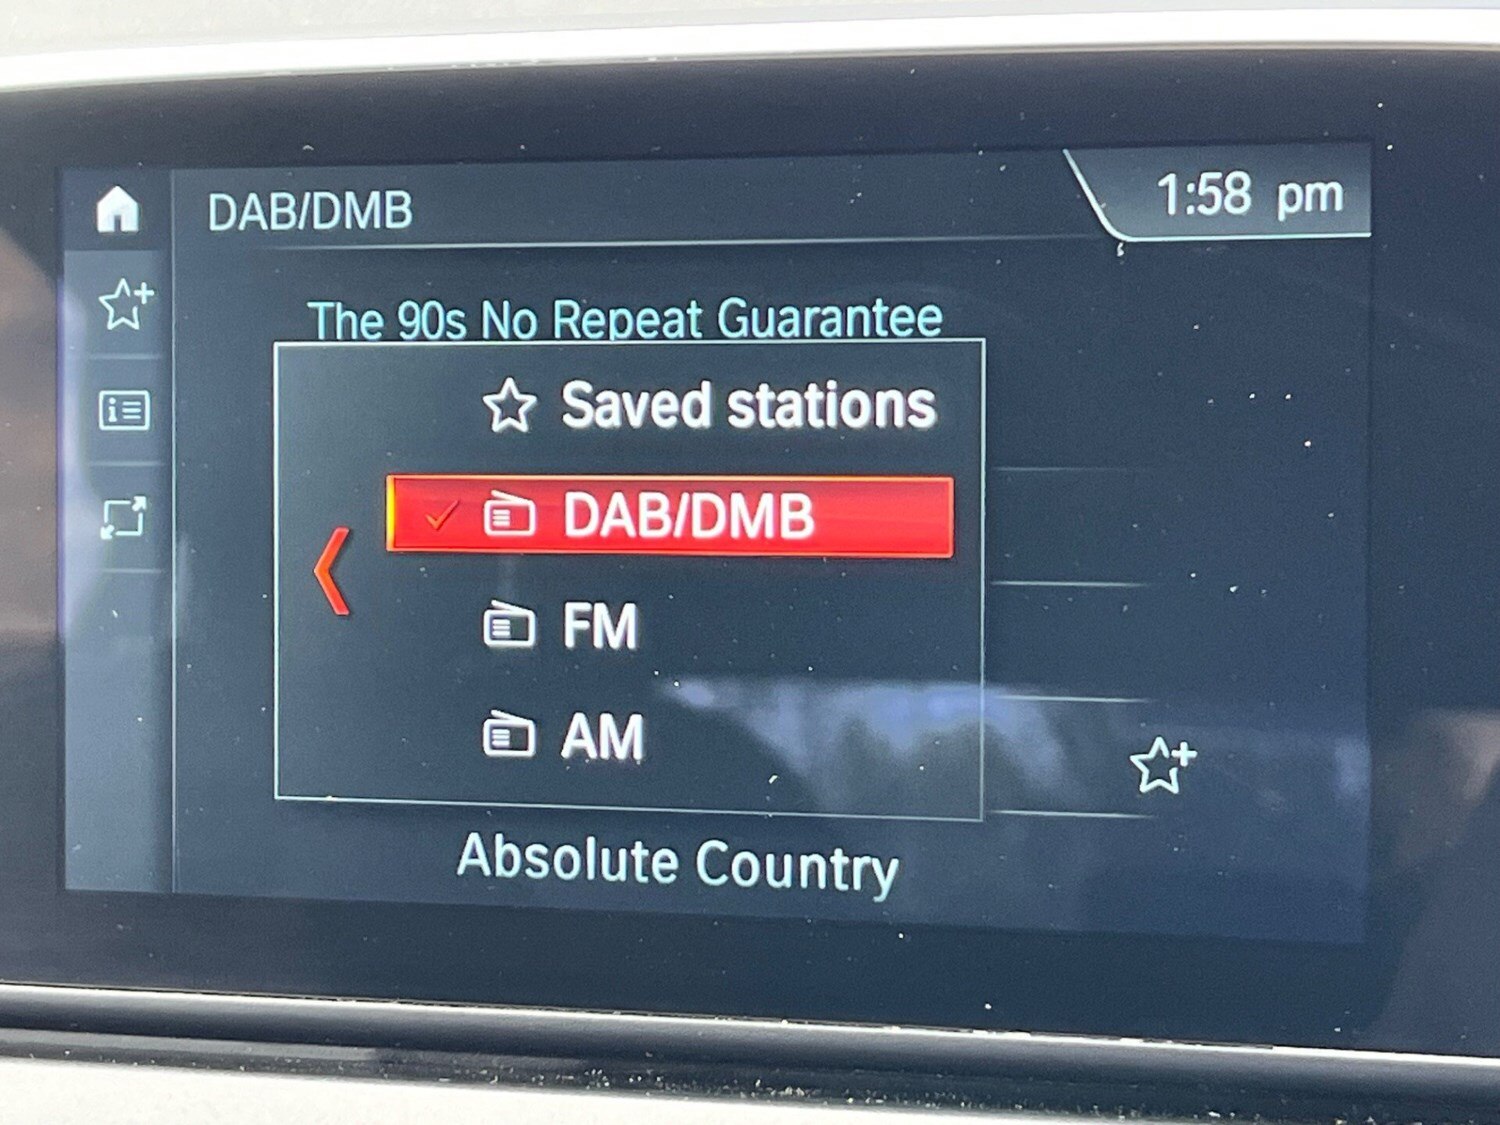 DAB/DMB
1:58 pm
The 90s No Repeat Guarantee
Saved stations
DAB/DMB
FM
AM
Absolute Country